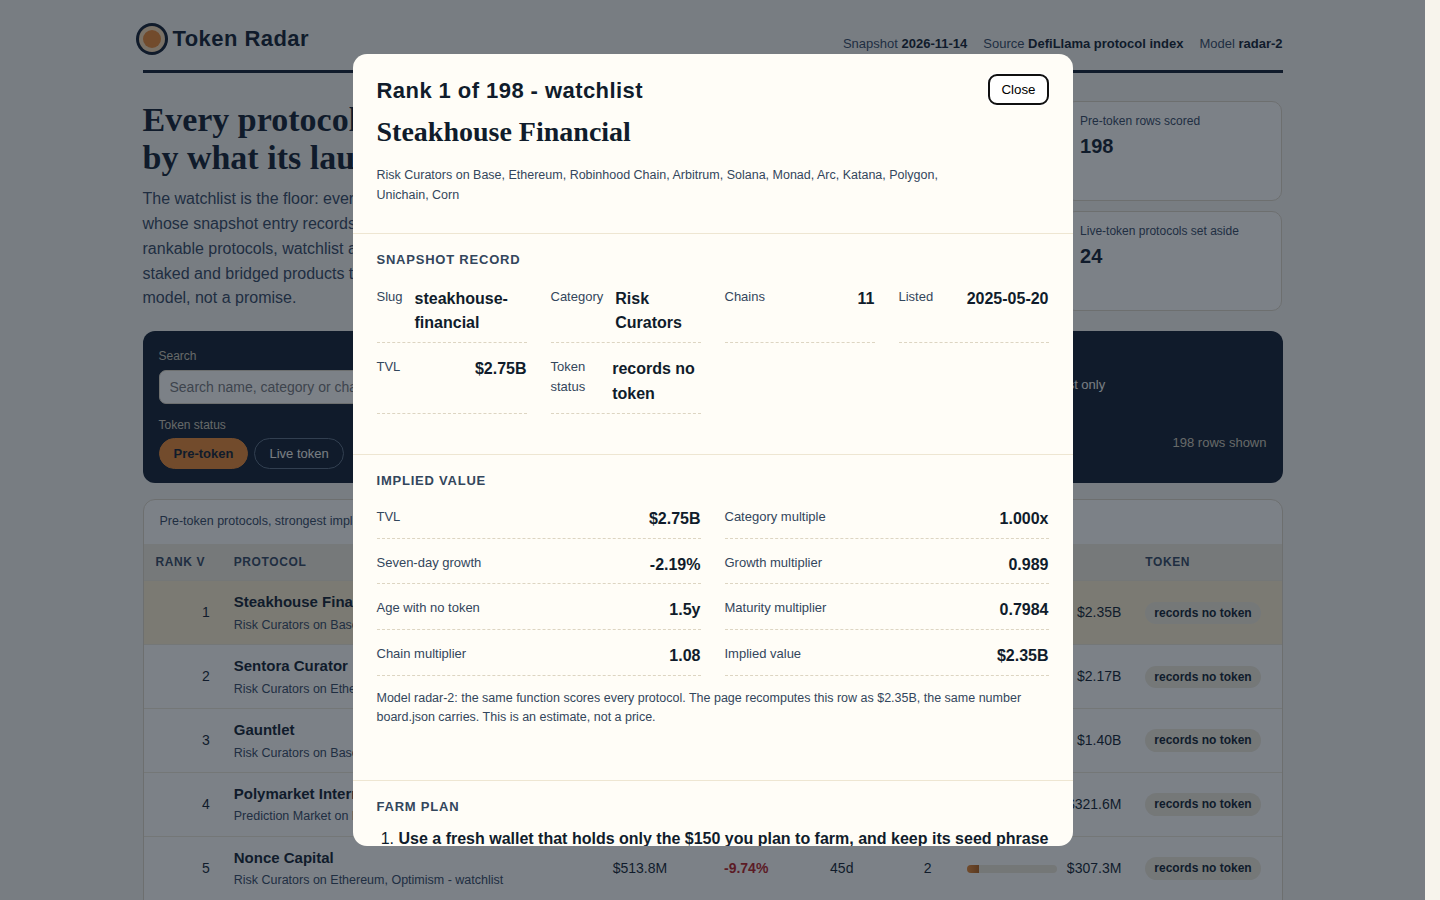 Token Radar
Snapshot 2026-11-14 Source DefiLlama protocol index Model radar-2
Every protocol
by what its lau
The watchlist is the floor: ever
whose snapshot entry records
rankable protocols, watchlist a
staked and bridged products t
model, not a promise.
Pre-token rows scored
198
Live-token protocols set aside
24
Search
Search name, category or cha
Token status
Pre-token Live token
t only
198 rows shown
Pre-token protocols, strongest impl
RANK V PROTOCOL TOKEN
1 Steakhouse Fina $2.35B records no token
Risk Curators on Base
2 Sentora Curator $2.17B records no token
Risk Curators on Ethe
3 Gauntlet $1.40B records no token
Risk Curators on Base
4 Polymarket Intern $321.6M records no token
Prediction Market on
5 Nonce Capital $513.8M -9.74% 45d 2 $307.3M records no token
Risk Curators on Ethereum, Optimism - watchlist
Rank 1 of 198 - watchlist
Close
Steakhouse Financial
Risk Curators on Base, Ethereum, Robinhood Chain, Arbitrum, Solana, Monad, Arc, Katana, Polygon,
Unichain, Corn
SNAPSHOT RECORD
Slug steakhouse-financial
Category Risk Curators
Chains 11
Listed 2025-05-20
TVL $2.75B
Token status records no token
IMPLIED VALUE
TVL $2.75B
Category multiple 1.000x
Seven-day growth -2.19%
Growth multiplier 0.989
Age with no token 1.5y
Maturity multiplier 0.7984
Chain multiplier 1.08
Implied value $2.35B
Model radar-2: the same function scores every protocol. The page recomputes this row as $2.35B, the same number
board.json carries. This is an estimate, not a price.
FARM PLAN
1. Use a fresh wallet that holds only the $150 you plan to farm, and keep its seed phrase